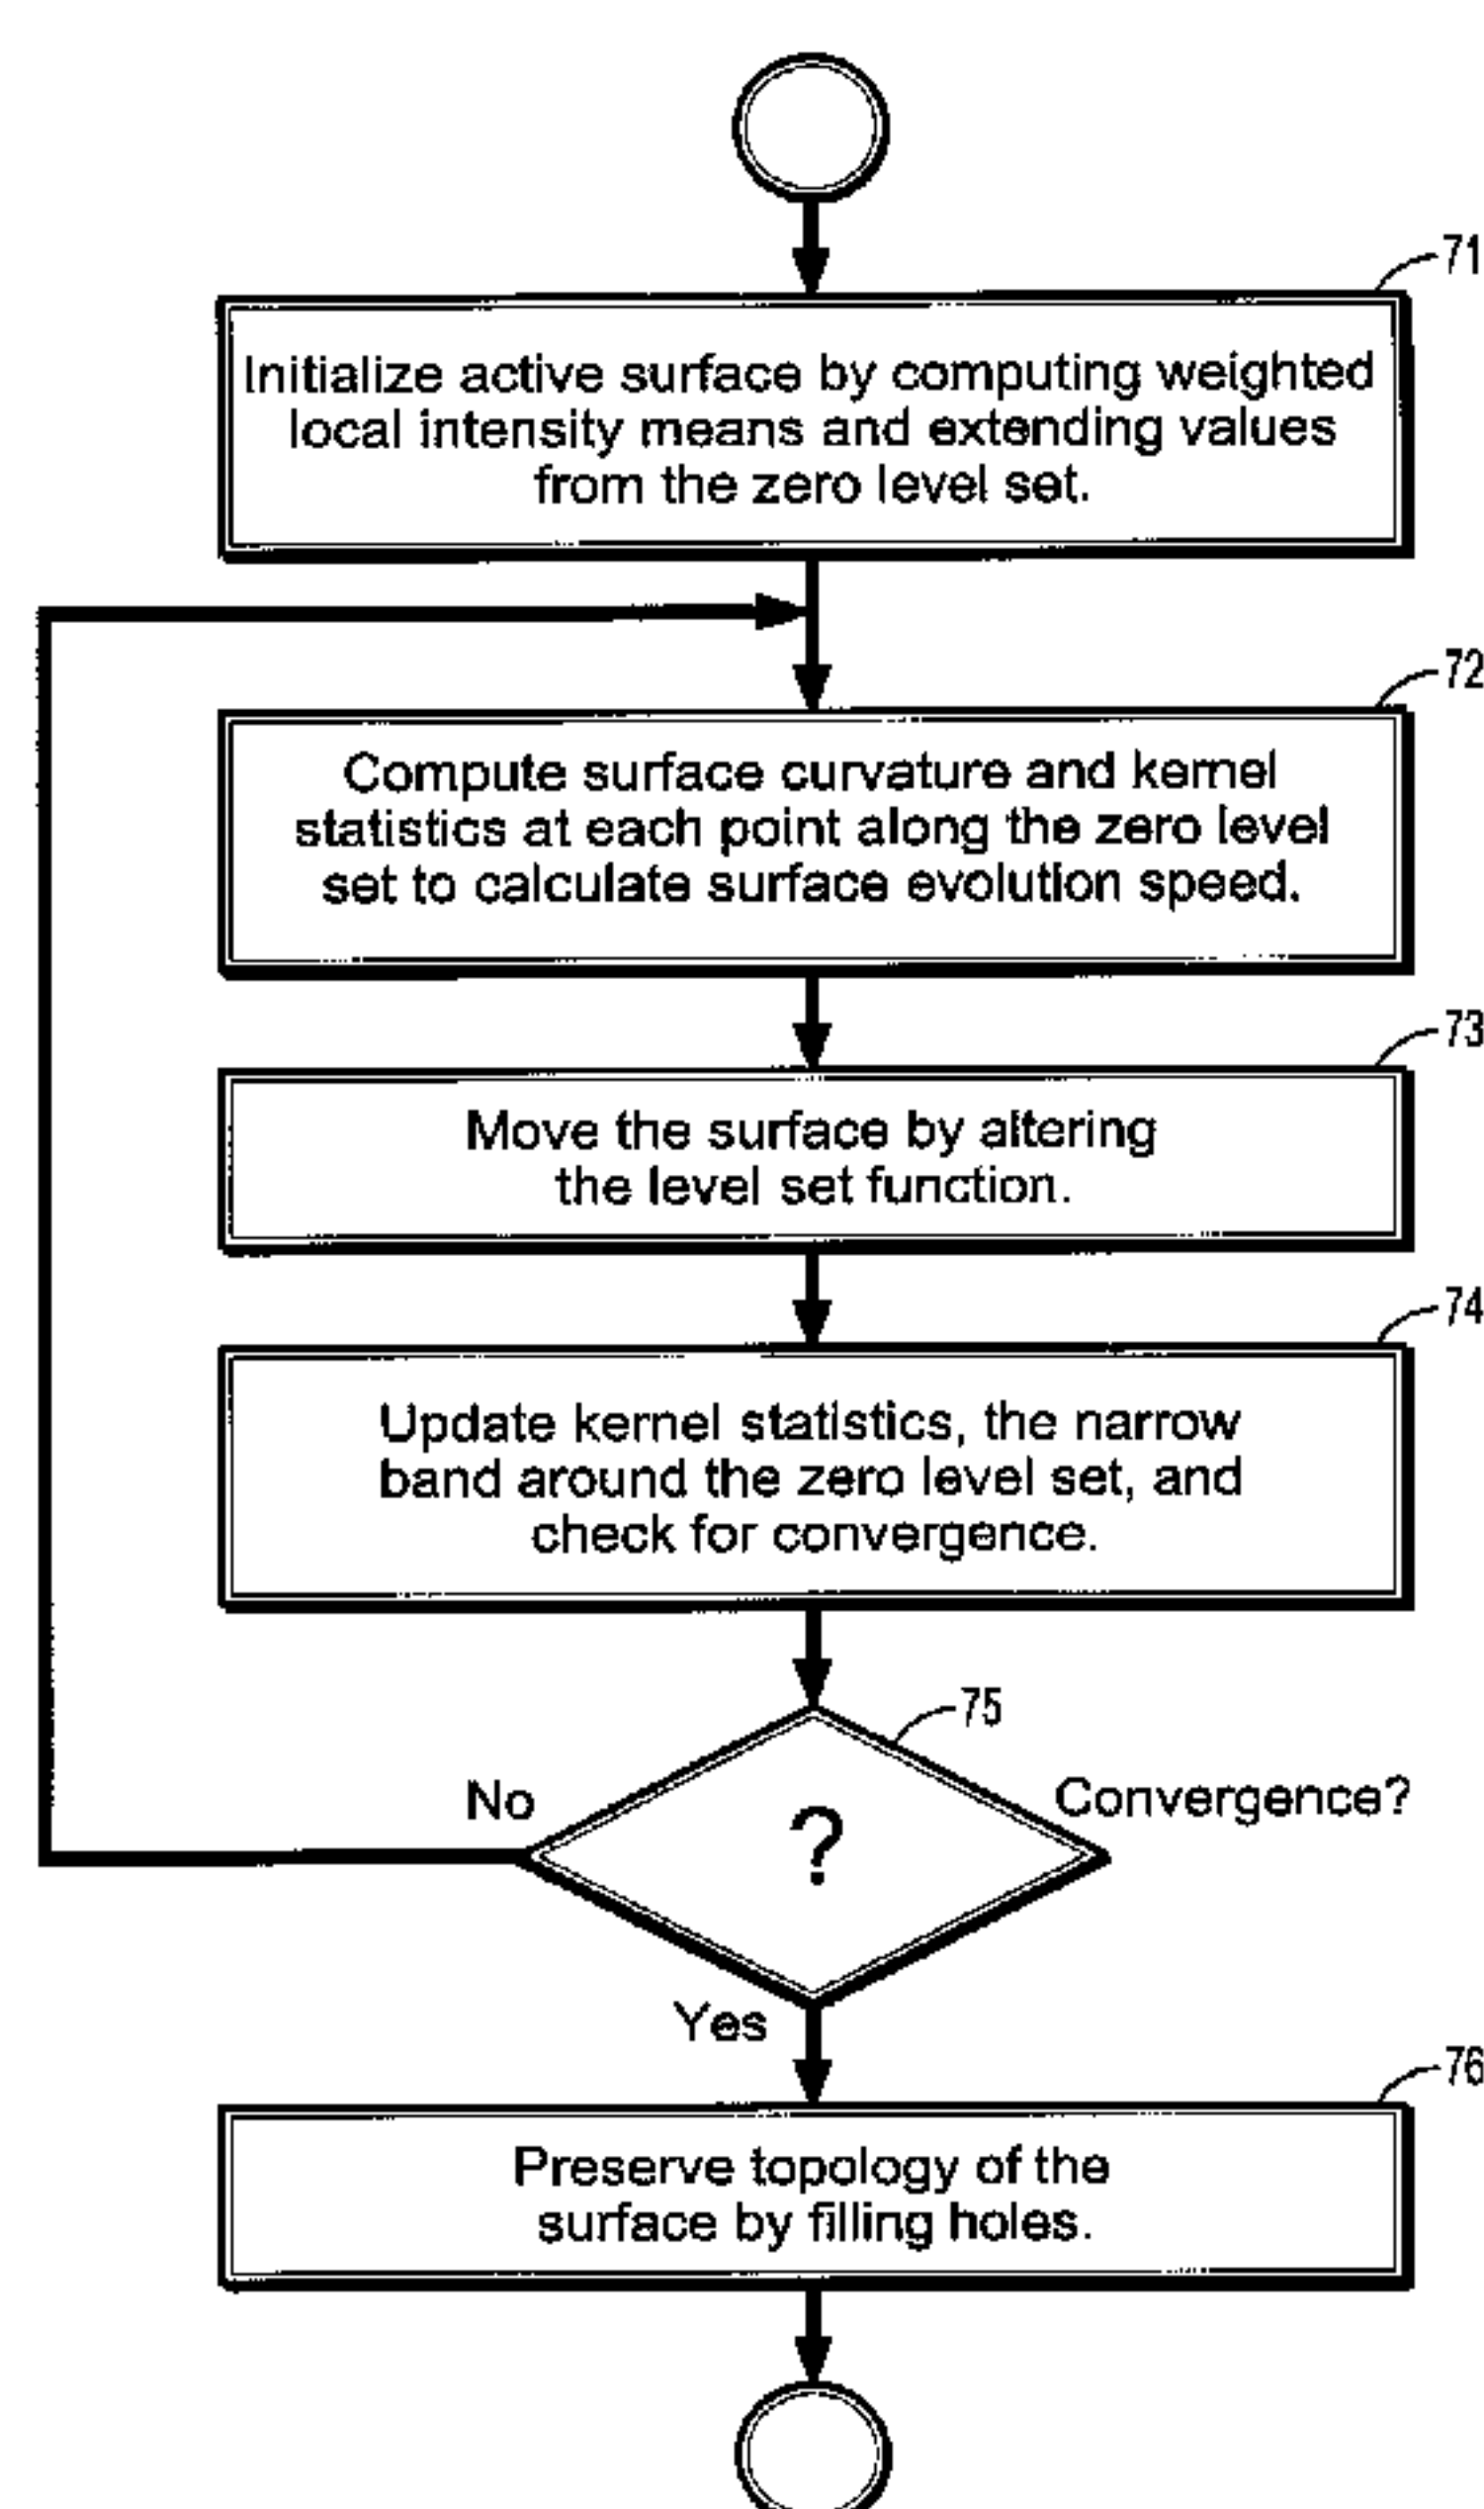 71
Initialize active surface by computing weighted
local intensity means and extending values
from the zero level set.
72
Compute surface curvature and kernel
statistics at each point along the zero level
set to calculate surface evolution speed.
73
Move the surface by altering
the level set function.
74
Update kernel statistics, the narrow
band around the zero level set, and
check for convergence.
75
No
?
Convergence?
Yes
76
Preserve topology of the
surface by filling holes.